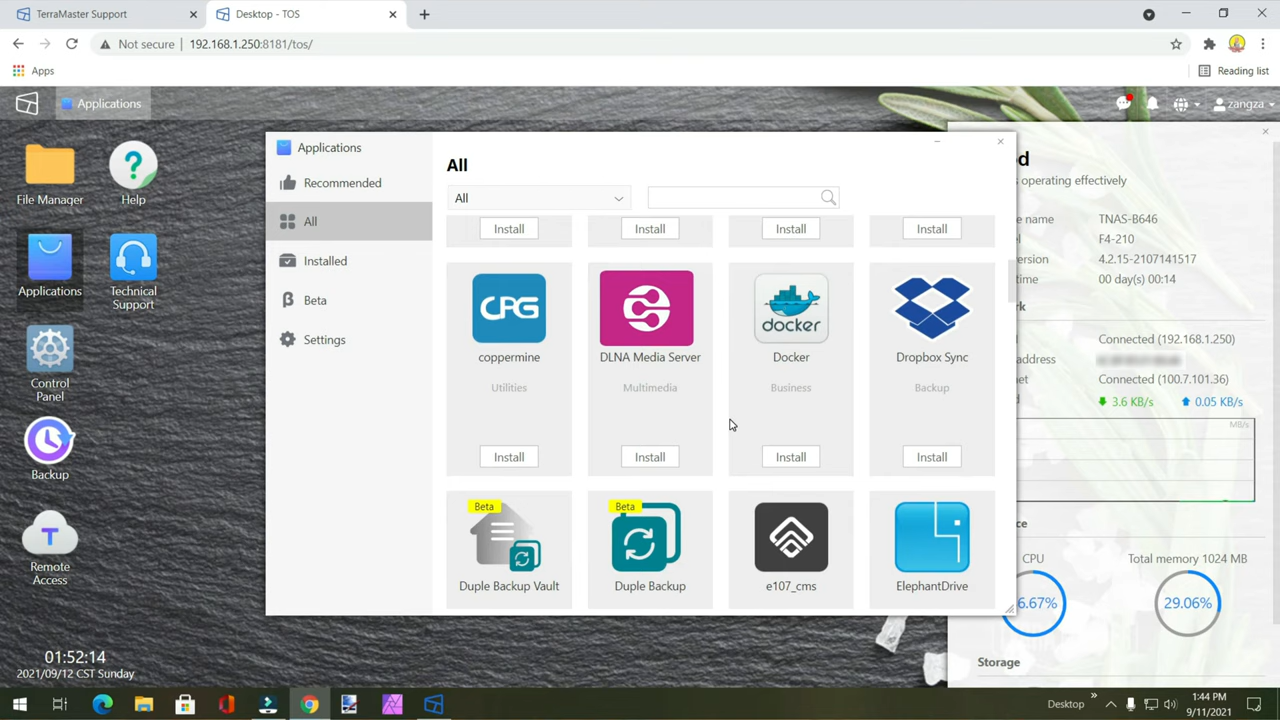 TerraMaster Support
Desktop - TOS
Not secure
192.168.1.250:8181/tos/
Apps
Reading list
Applications
zangza
File Manager
Help
Applications
Technical
Support
Control
Panel
Backup
Remote
Access
01:52:14
2021/09/12 CST Sunday
Applications
Recommended
All
Installed
Beta
Settings
All
All
Install
Install
Install
Install
CPG
docker
coppermine
DLNA Media Server
Docker
Dropbox Sync
Utilities
Multimedia
Business
Backup
Install
Install
Install
Install
Beta
Beta
Duple Backup Vault
Duple Backup
e107_cms
ElephantDrive
s operating effectively
TNAS-B646
F4-210
4.2.15-2107141517
00 day(s) 00:14
Connected (192.168.1.250)
address
Connected (100.7.101.36)
3.6 KB/s
0.05 KB/s
MB/s
CPU
Total memory 1024 MB
6.67%
29.06%
Storage
Desktop
1:44 PM
9/11/2021